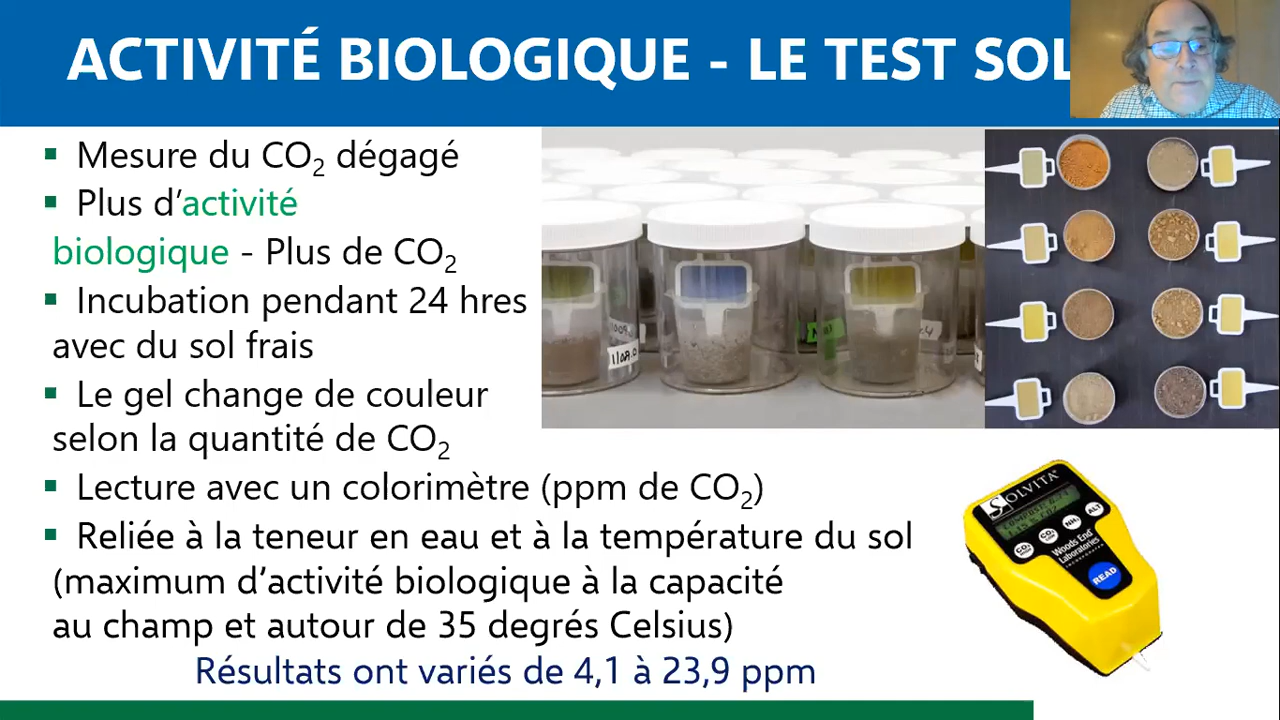 ACTIVITÉ BIOLOGIQUE - LE TEST SOL
▪ Mesure du CO₂ dégagé
▪ Plus d’activité
biologique - Plus de CO₂
▪ Incubation pendant 24 hres
avec du sol frais
▪ Le gel change de couleur
selon la quantité de CO₂
▪ Lecture avec un colorimètre (ppm de CO₂)
▪ Reliée à la teneur en eau et à la température du sol
(maximum d’activité biologique à la capacité
au champ et autour de 35 degrés Celsius)
Résultats ont variés de 4,1 à 23,9 ppm
SOLVITA
CO₂
CO₂
NH₃
ALT
Woods End
Laboratories
READ